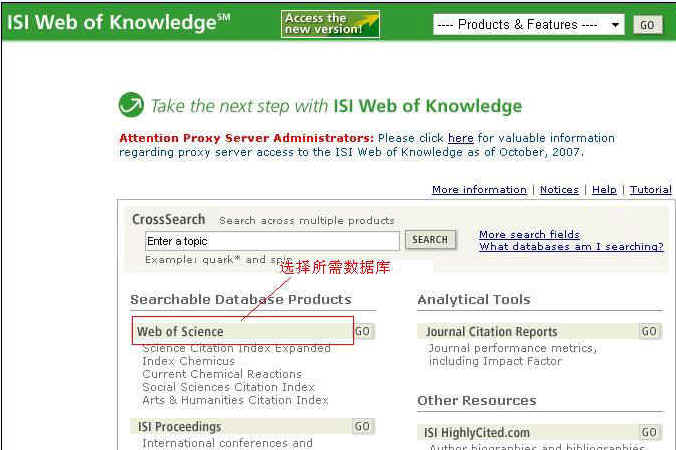 ISI Web of Knowledge℠
Access the
new version!
---- Products & Features ----
GO
Take the next step with ISI Web of Knowledge
Attention Proxy Server Administrators: Please click here for valuable information
regarding proxy server access to the ISI Web of Knowledge as of October, 2007.
More information | Notices | Help | Tutorial
CrossSearch Search across multiple products
Enter a topic
SEARCH
More search fields
What databases am I searching?
Example: quark* and spin
选择所需数据库
Searchable Database Products
Web of Science
GO
Science Citation Index Expanded
Index Chemicus
Current Chemical Reactions
Social Sciences Citation Index
Arts & Humanities Citation Index
ISI Proceedings
GO
International conferences and
Analytical Tools
Journal Citation Reports
GO
Journal performance metrics,
including Impact Factor
Other Resources
ISI HighlyCited.com
GO
Author biographies and bibliographies